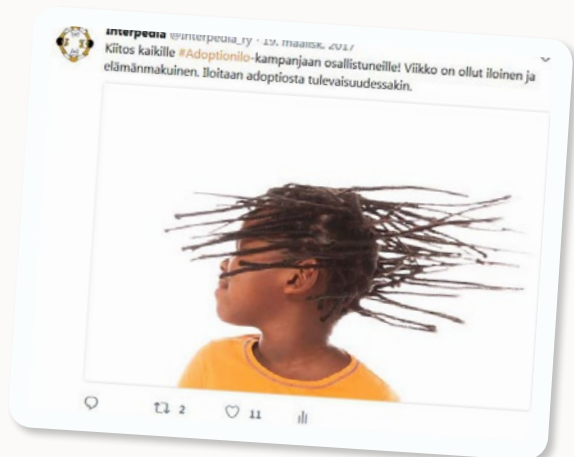 Interpedia @Interpedia_ry · 19. maalisk. 2017
Kiitos kaikille #Adoptionilo-kampanjaan osallistuneille! Viikko on ollut iloinen ja
elämänmakuinen. Iloitaan adoptiosta tulevaisuudessakin.
2 11